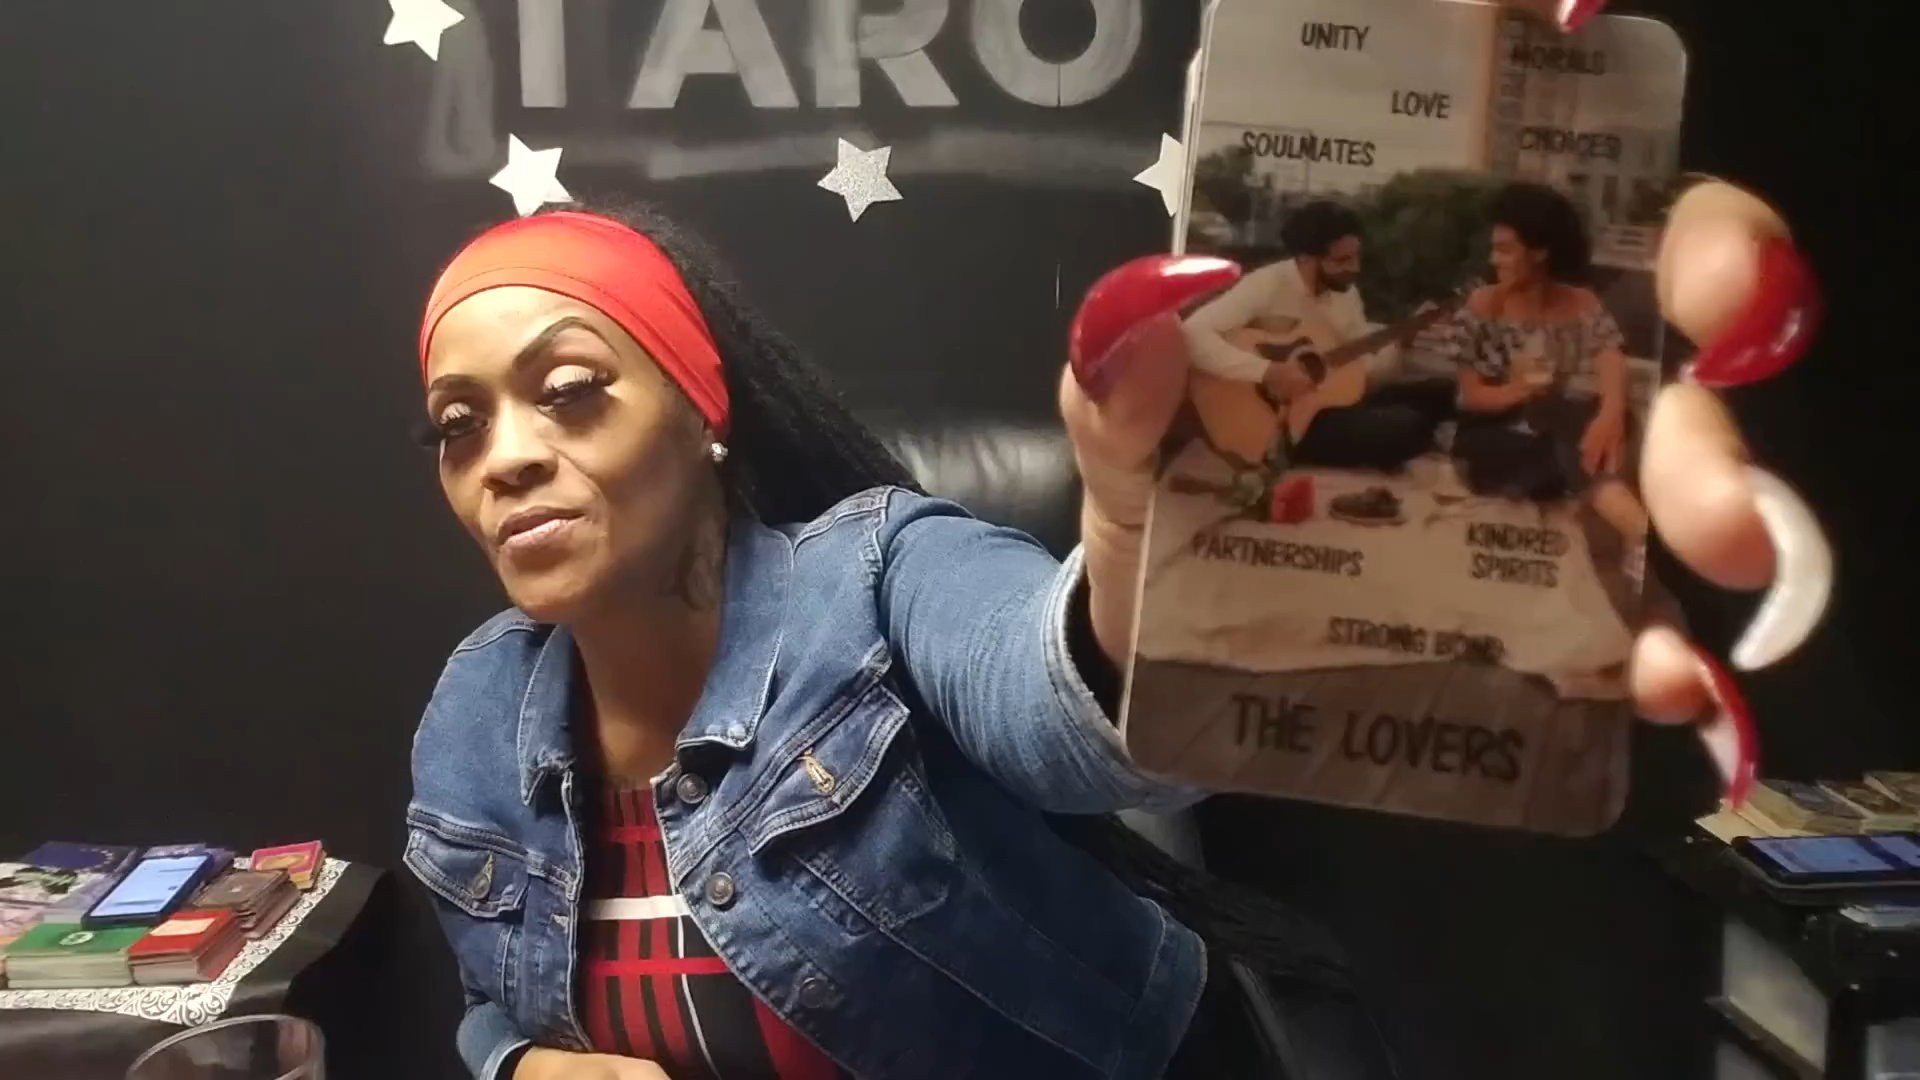 TARO
UNITY
MORALS
LOVE
SOULMATES
CHOICES
PARTNERSHIPS
KINDRED
SPIRITS
STRONG BOND
THE LOVERS